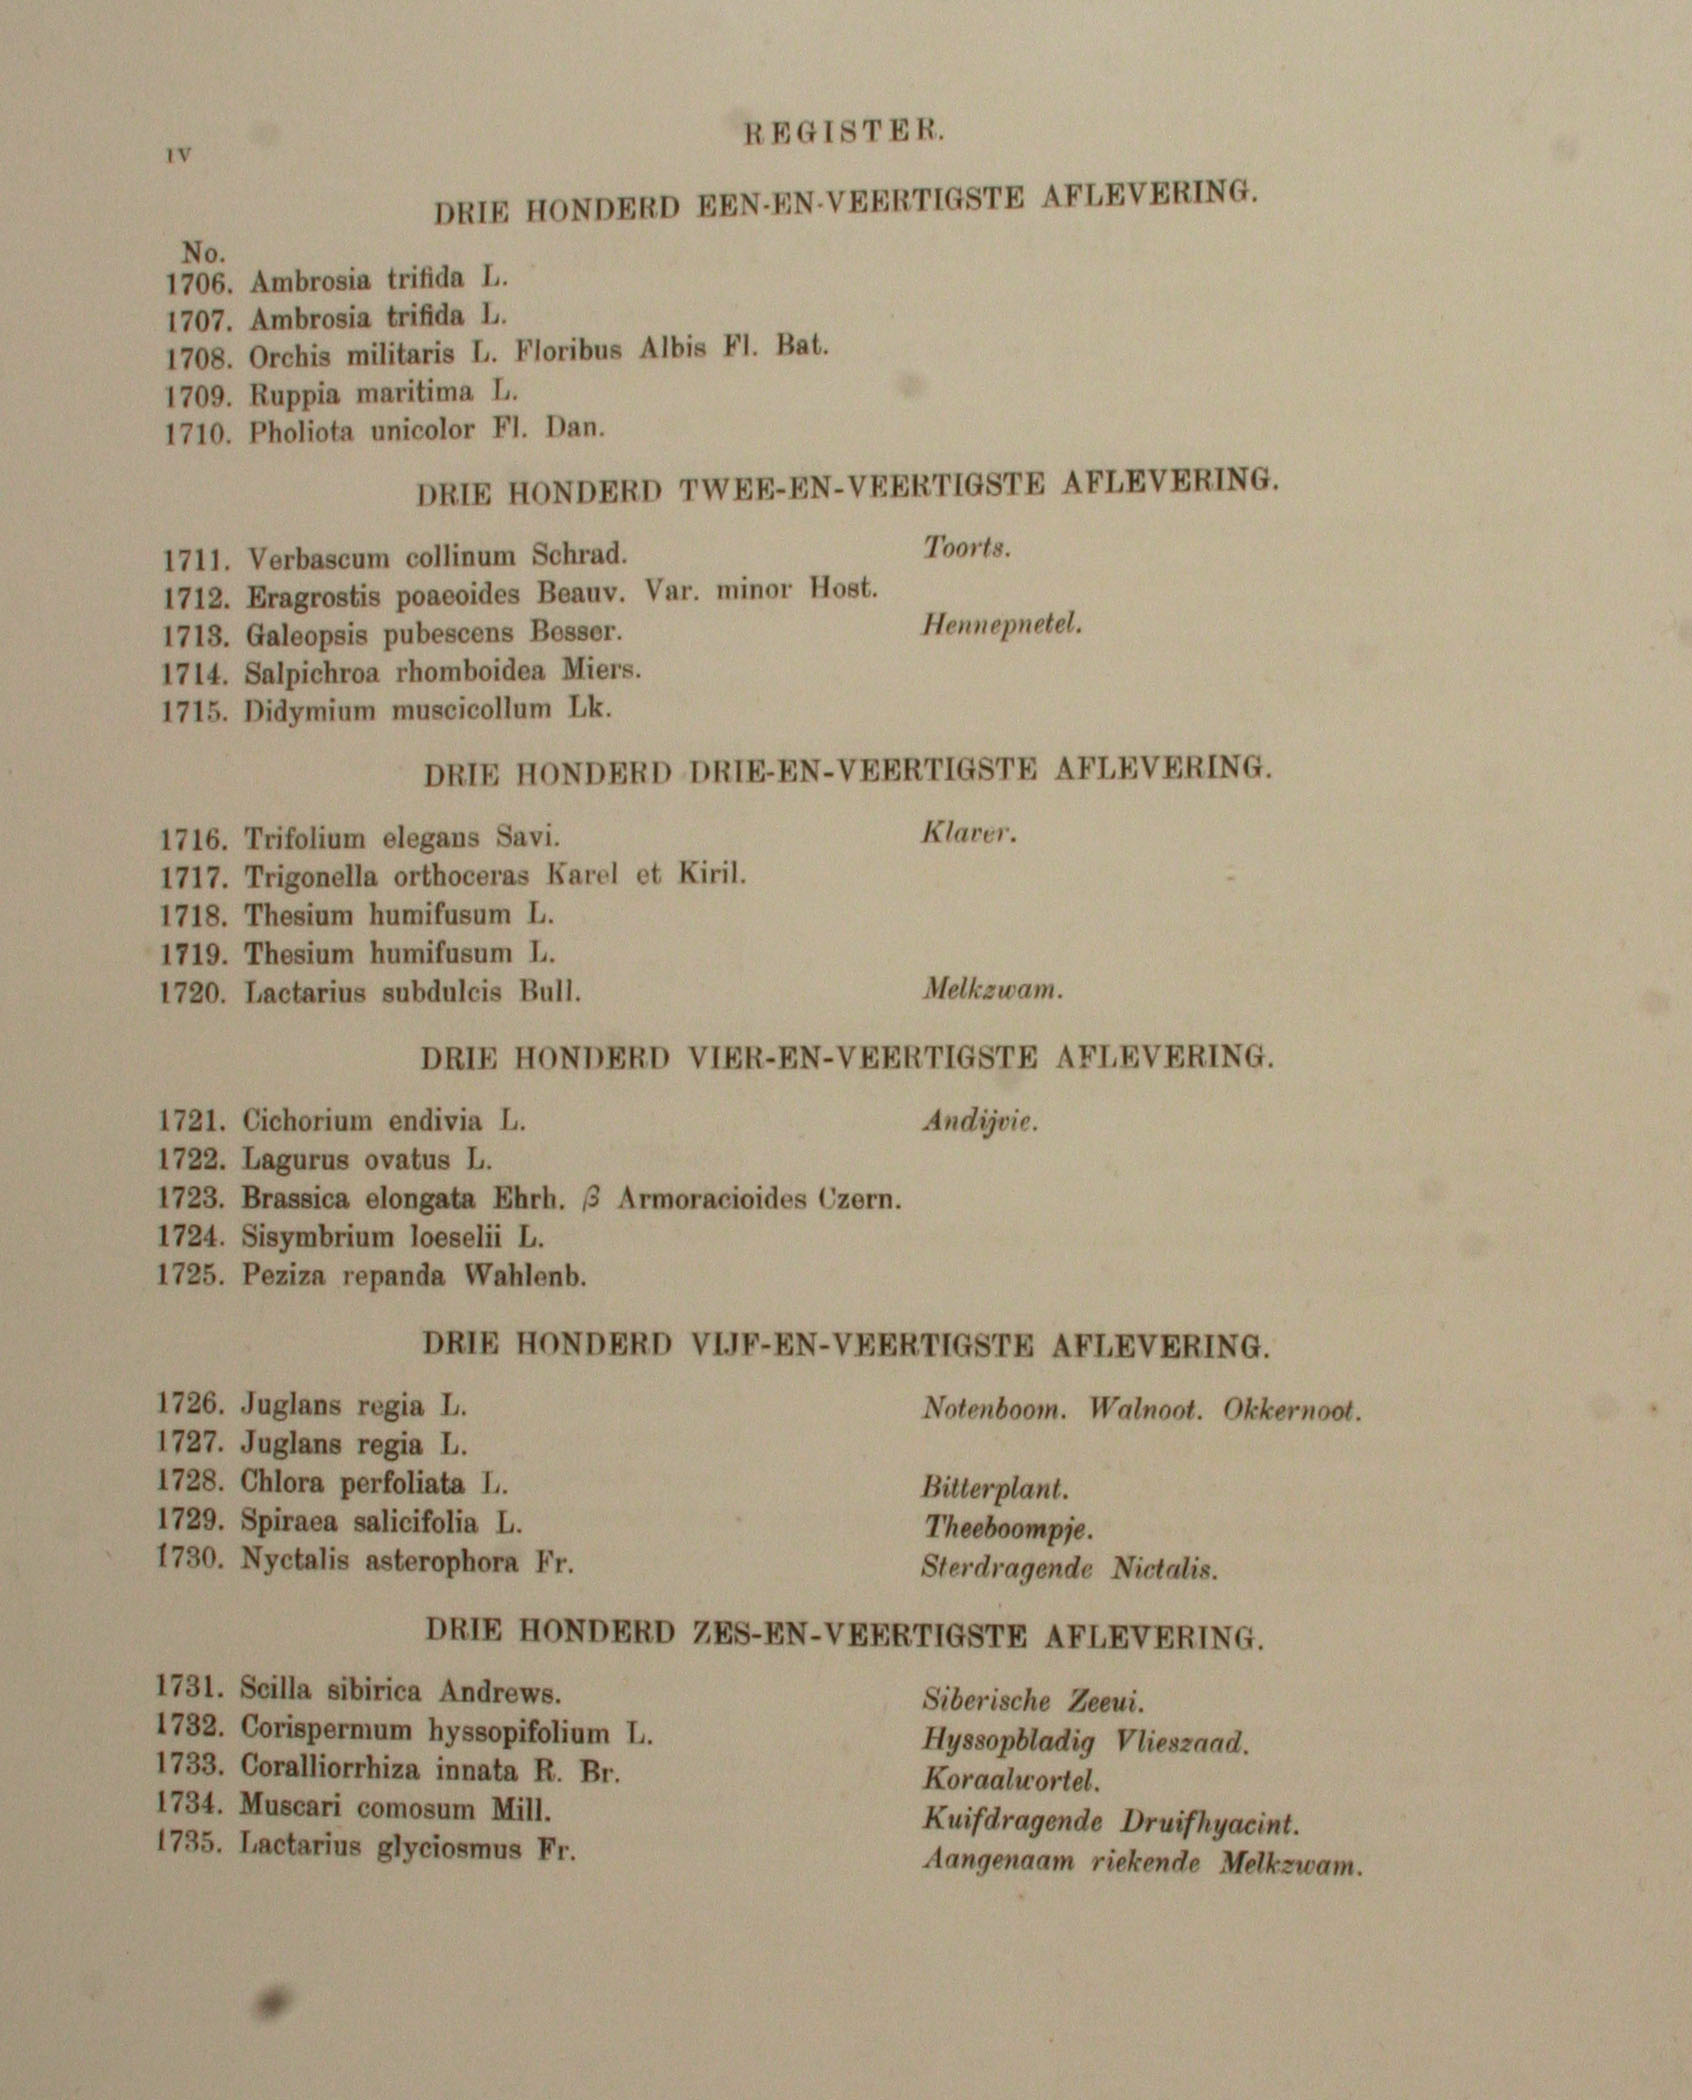 REGISTER.
IV
DRIE HONDERD EEN-EN-VEERTIGSTE AFLEVERING.
No.
1706. Ambrosia trifida L.
1707. Ambrosia trifida L.
1708. Orchis militaris L. Floribus Albis Fl. Bat.
1709. Ruppia maritima L.
1710. Pholiota unicolor Fl. Dan.
DRIE HONDERD TWEE-EN-VEERTIGSTE AFLEVERING.
1711. Verbascum collinum Schrad. Toorts.
1712. Eragrostis poaeoides Beauv. Var. minor Host.
1713. Galeopsis pubescens Besser. Hennepnetel.
1714. Salpichroa rhomboidea Miers.
1715. Didymium muscicollum Lk.
DRIE HONDERD DRIE-EN-VEERTIGSTE AFLEVERING.
1716. Trifolium elegans Savi. Klaver.
1717. Trigonella orthoceras Karel et Kiril.
1718. Thesium humifusum L.
1719. Thesium humifusum L.
1720. Lactarius subdulcis Bull. Melkzwam.
DRIE HONDERD VIER-EN-VEERTIGSTE AFLEVERING.
1721. Cichorium endivia L. Andijvie.
1722. Lagurus ovatus L.
1723. Brassica elongata Ehrh. β Armoracioides Czern.
1724. Sisymbrium loeselii L.
1725. Peziza repanda Wahlenb.
DRIE HONDERD VIJF-EN-VEERTIGSTE AFLEVERING.
1726. Juglans regia L. Notenboom. Walnoot. Okkernoot.
1727. Juglans regia L.
1728. Chlora perfoliata L. Bitterplant.
1729. Spiraea salicifolia L. Theeboompje.
1730. Nyctalis asterophora Fr. Sterdragende Nictalis.
DRIE HONDERD ZES-EN-VEERTIGSTE AFLEVERING.
1731. Scilla sibirica Andrews. Siberische Zeeui.
1732. Corispermum hyssopifolium L. Hyssopbladig Vlieszaad.
1733. Coralliorrhiza innata R. Br. Koraalwortel.
1734. Muscari comosum Mill. Kuifdragende Druifhyacint.
1735. Lactarius glyciosmus Fr. Aangenaam riekende Melkzwam.